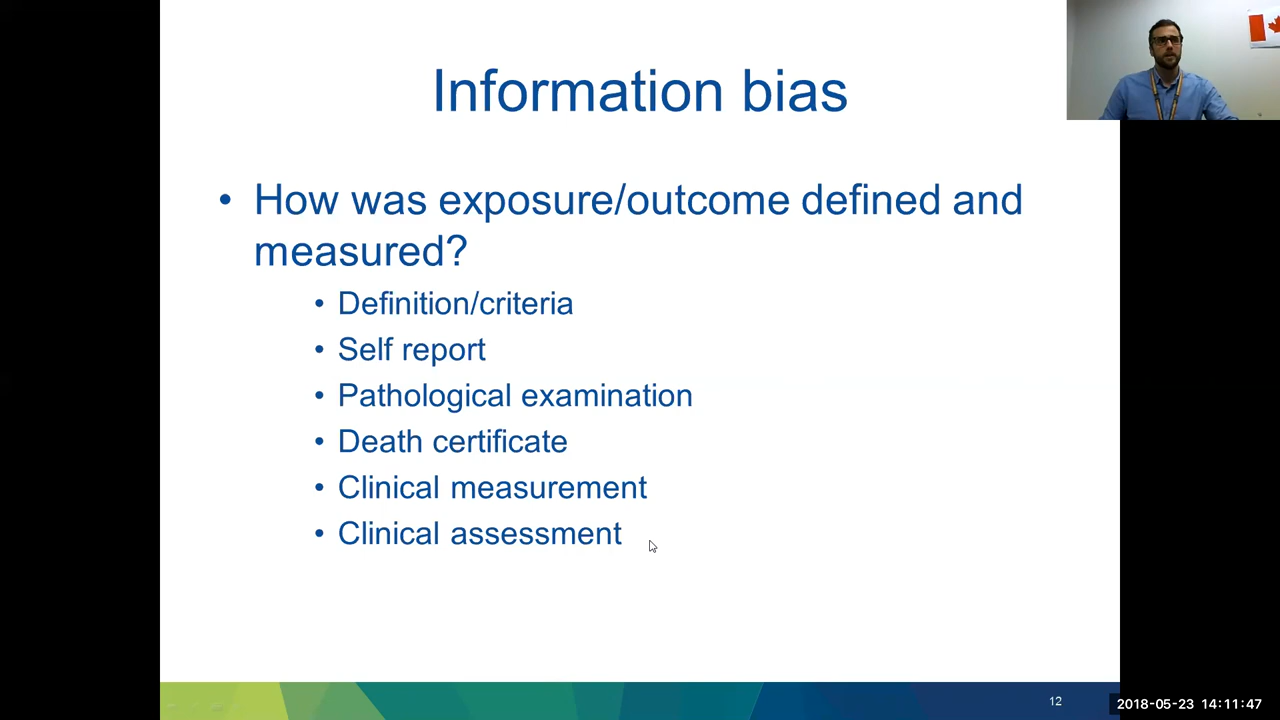 Information bias
• How was exposure/outcome defined and
measured?
• Definition/criteria
• Self report
• Pathological examination
• Death certificate
• Clinical measurement
• Clinical assessment
12
2018-05-23 14:11:47